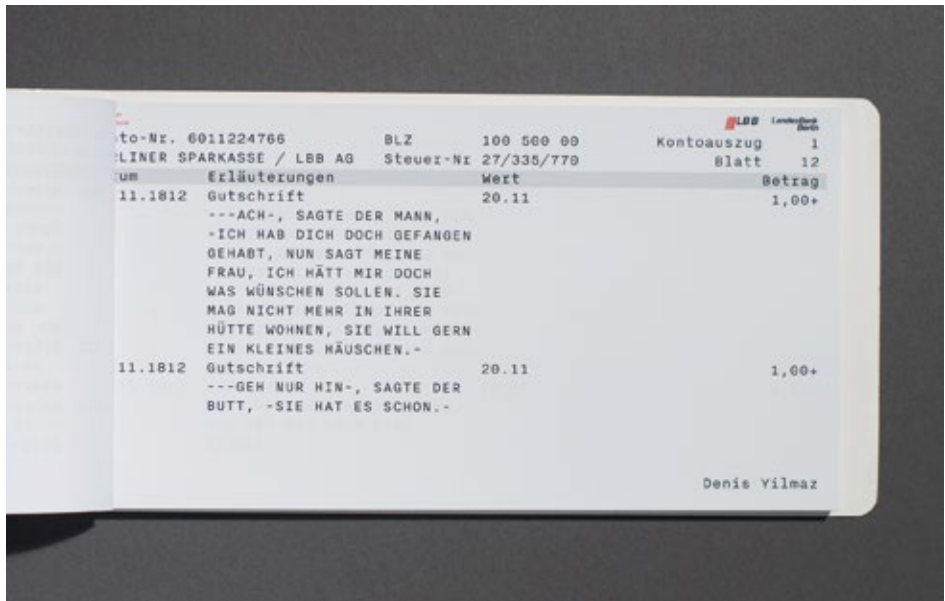 LBB Landesbank Berlin
to-Nr. 6011224766 BLZ 100 500 00 Kontoauszug 1
LINER SPARKASSE / LBB AG Steuer-Nr 27/335/770 Blatt 12
um Erläuterungen Wert Betrag
11.1812 Gutschrift 20.11 1,00+
---ACH-, SAGTE DER MANN,
-ICH HAB DICH DOCH GEFANGEN
GEHABT, NUN SAGT MEINE
FRAU, ICH HÄTT MIR DOCH
WAS WÜNSCHEN SOLLEN. SIE
MAG NICHT MEHR IN IHRER
HÜTTE WOHNEN, SIE WILL GERN
EIN KLEINES HÄUSCHEN.-
11.1812 Gutschrift 20.11 1,00+
---GEH NUR HIN-, SAGTE DER
BUTT, -SIE HAT ES SCHON.-
Denis Yilmaz